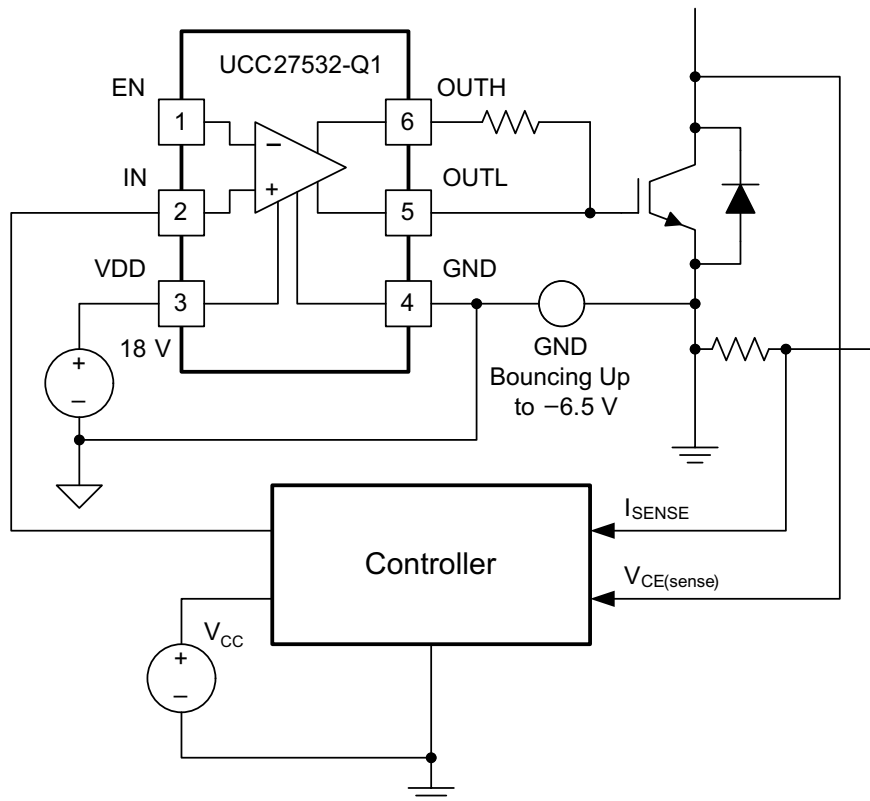 UCC27532-Q1
EN
OUTH
1
6
IN
OUTL
2
5
VDD
GND
3
4
18 V
GND
Bouncing Up
to −6.5 V
+
−
−
+
Controller
ISENSE
VCE(sense)
VCC
+
−